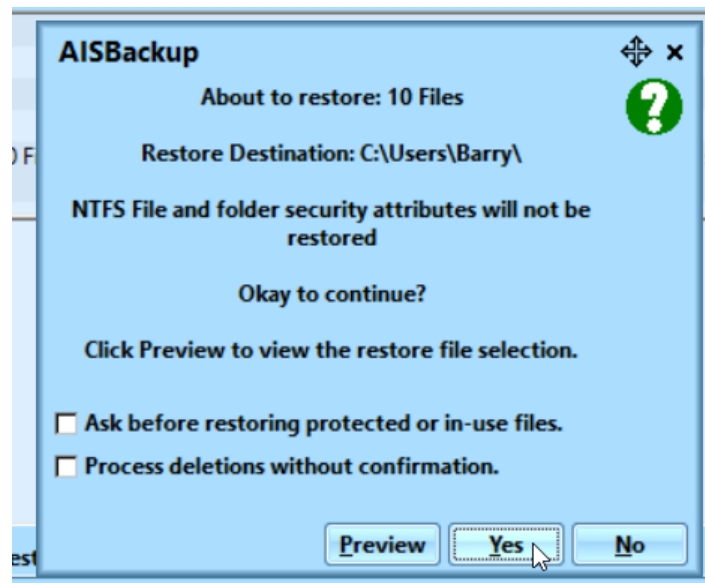 AISBackup
About to restore: 10 Files
Restore Destination: C:\Users\Barry\
NTFS File and folder security attributes will not be
restored
Okay to continue?
Click Preview to view the restore file selection.
Ask before restoring protected or in-use files.
Process deletions without confirmation.
Preview Yes No